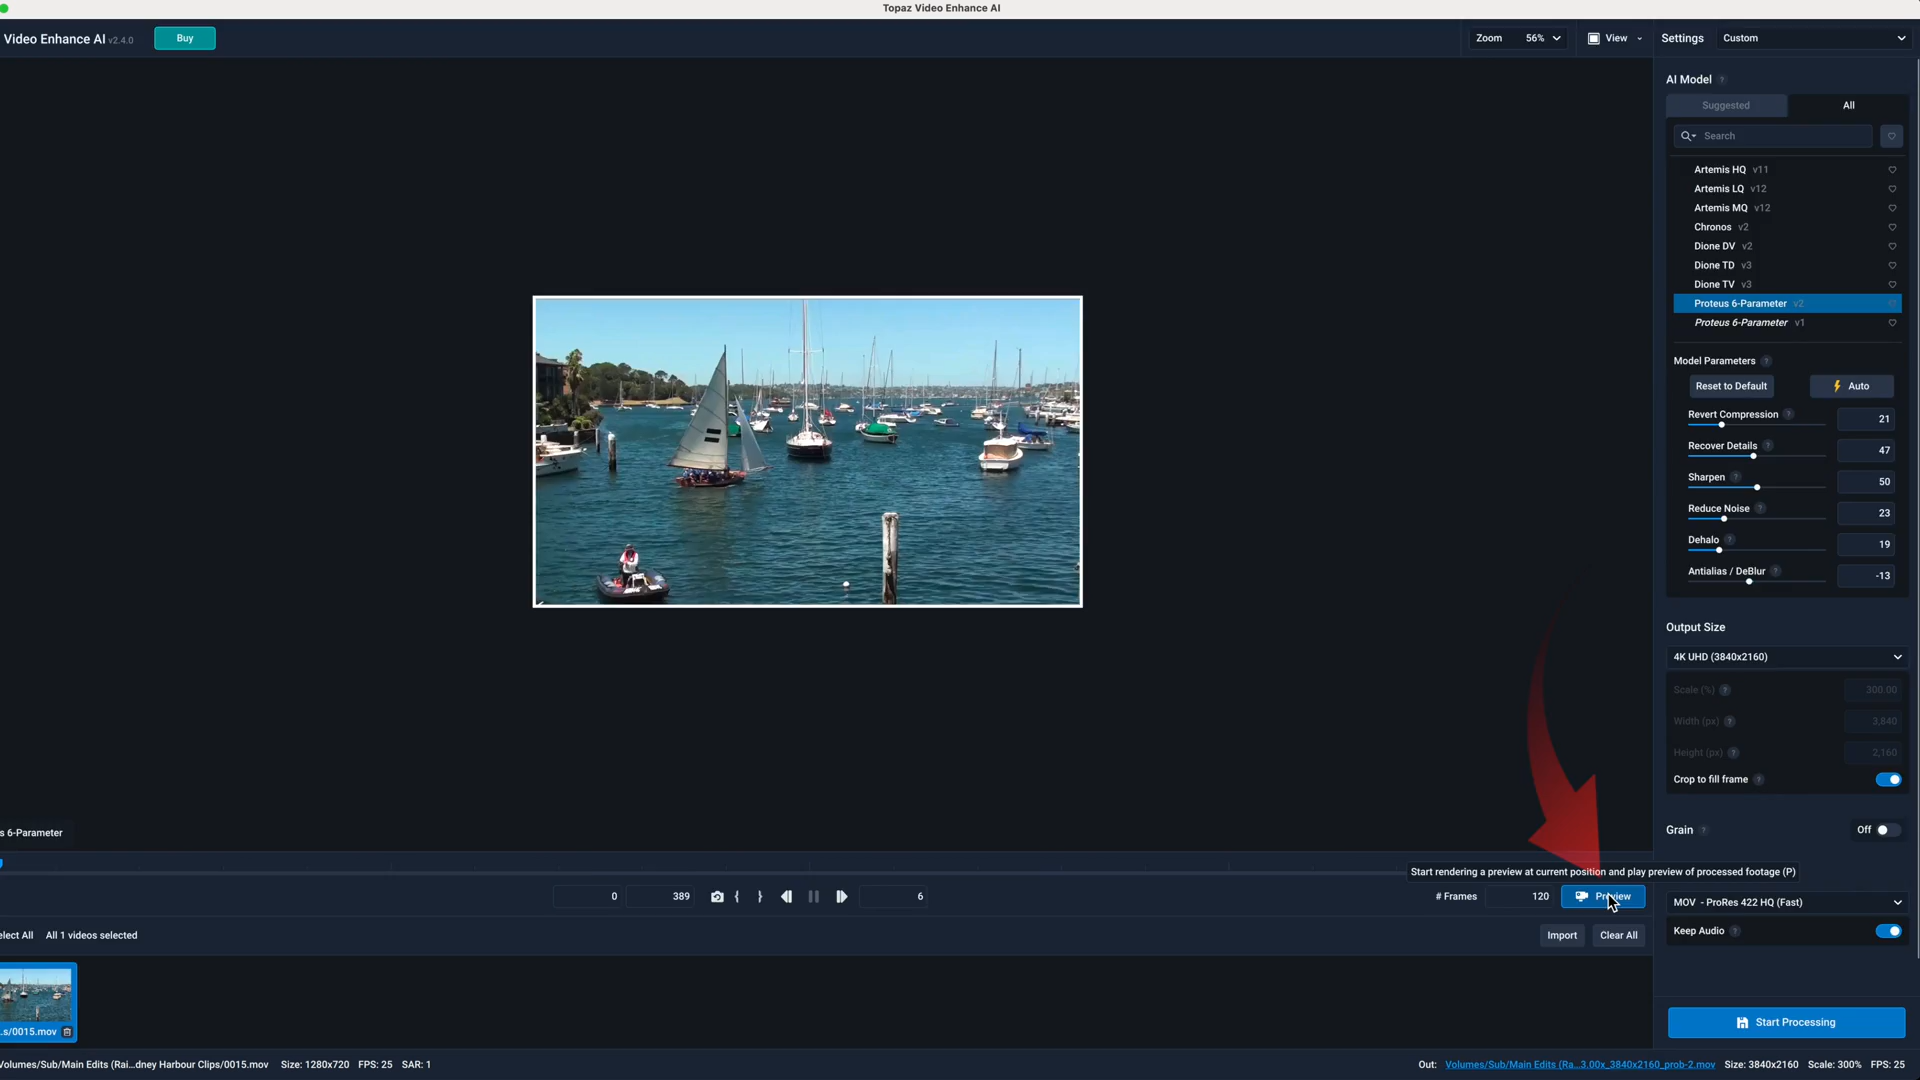 Topaz Video Enhance AI
Video Enhance AI v2.4.0
Buy
Zoom 56%
View
Settings Custom
AI Model ?
Suggested All
Search
Artemis HQ v11
Artemis LQ v12
Artemis MQ v12
Chronos v2
Dione DV v2
Dione TD v3
Dione TV v3
Proteus 6-Parameter v2
Proteus 6-Parameter v1
Model Parameters ?
Reset to Default Auto
Revert Compression ? 21
Recover Details ? 47
Sharpen ? 50
Reduce Noise ? 23
Dehalo ? 19
Antialias / DeBlur ? -13
Output Size
4K UHD (3840x2160)
Scale (%) ? 300.00
Width (px) ? 3,840
Height (px) ? 2,160
Crop to fill frame ?
Grain ? Off
s 6-Parameter
Start rendering a preview at current position and play preview of processed footage (P)
0 389 { } 6
# Frames 120 Preview
MOV - ProRes 422 HQ (Fast)
Keep Audio ?
elect All All 1 videos selected
Import Clear All
..s/0015.mov
Start Processing
Volumes/Sub/Main Edits (Rai...dney Harbour Clips/0015.mov Size: 1280x720 FPS: 25 SAR: 1
Out: Volumes/Sub/Main Edits (Ra...3.00x_3840x2160_prob-2.mov Size: 3840x2160 Scale: 300% FPS: 25